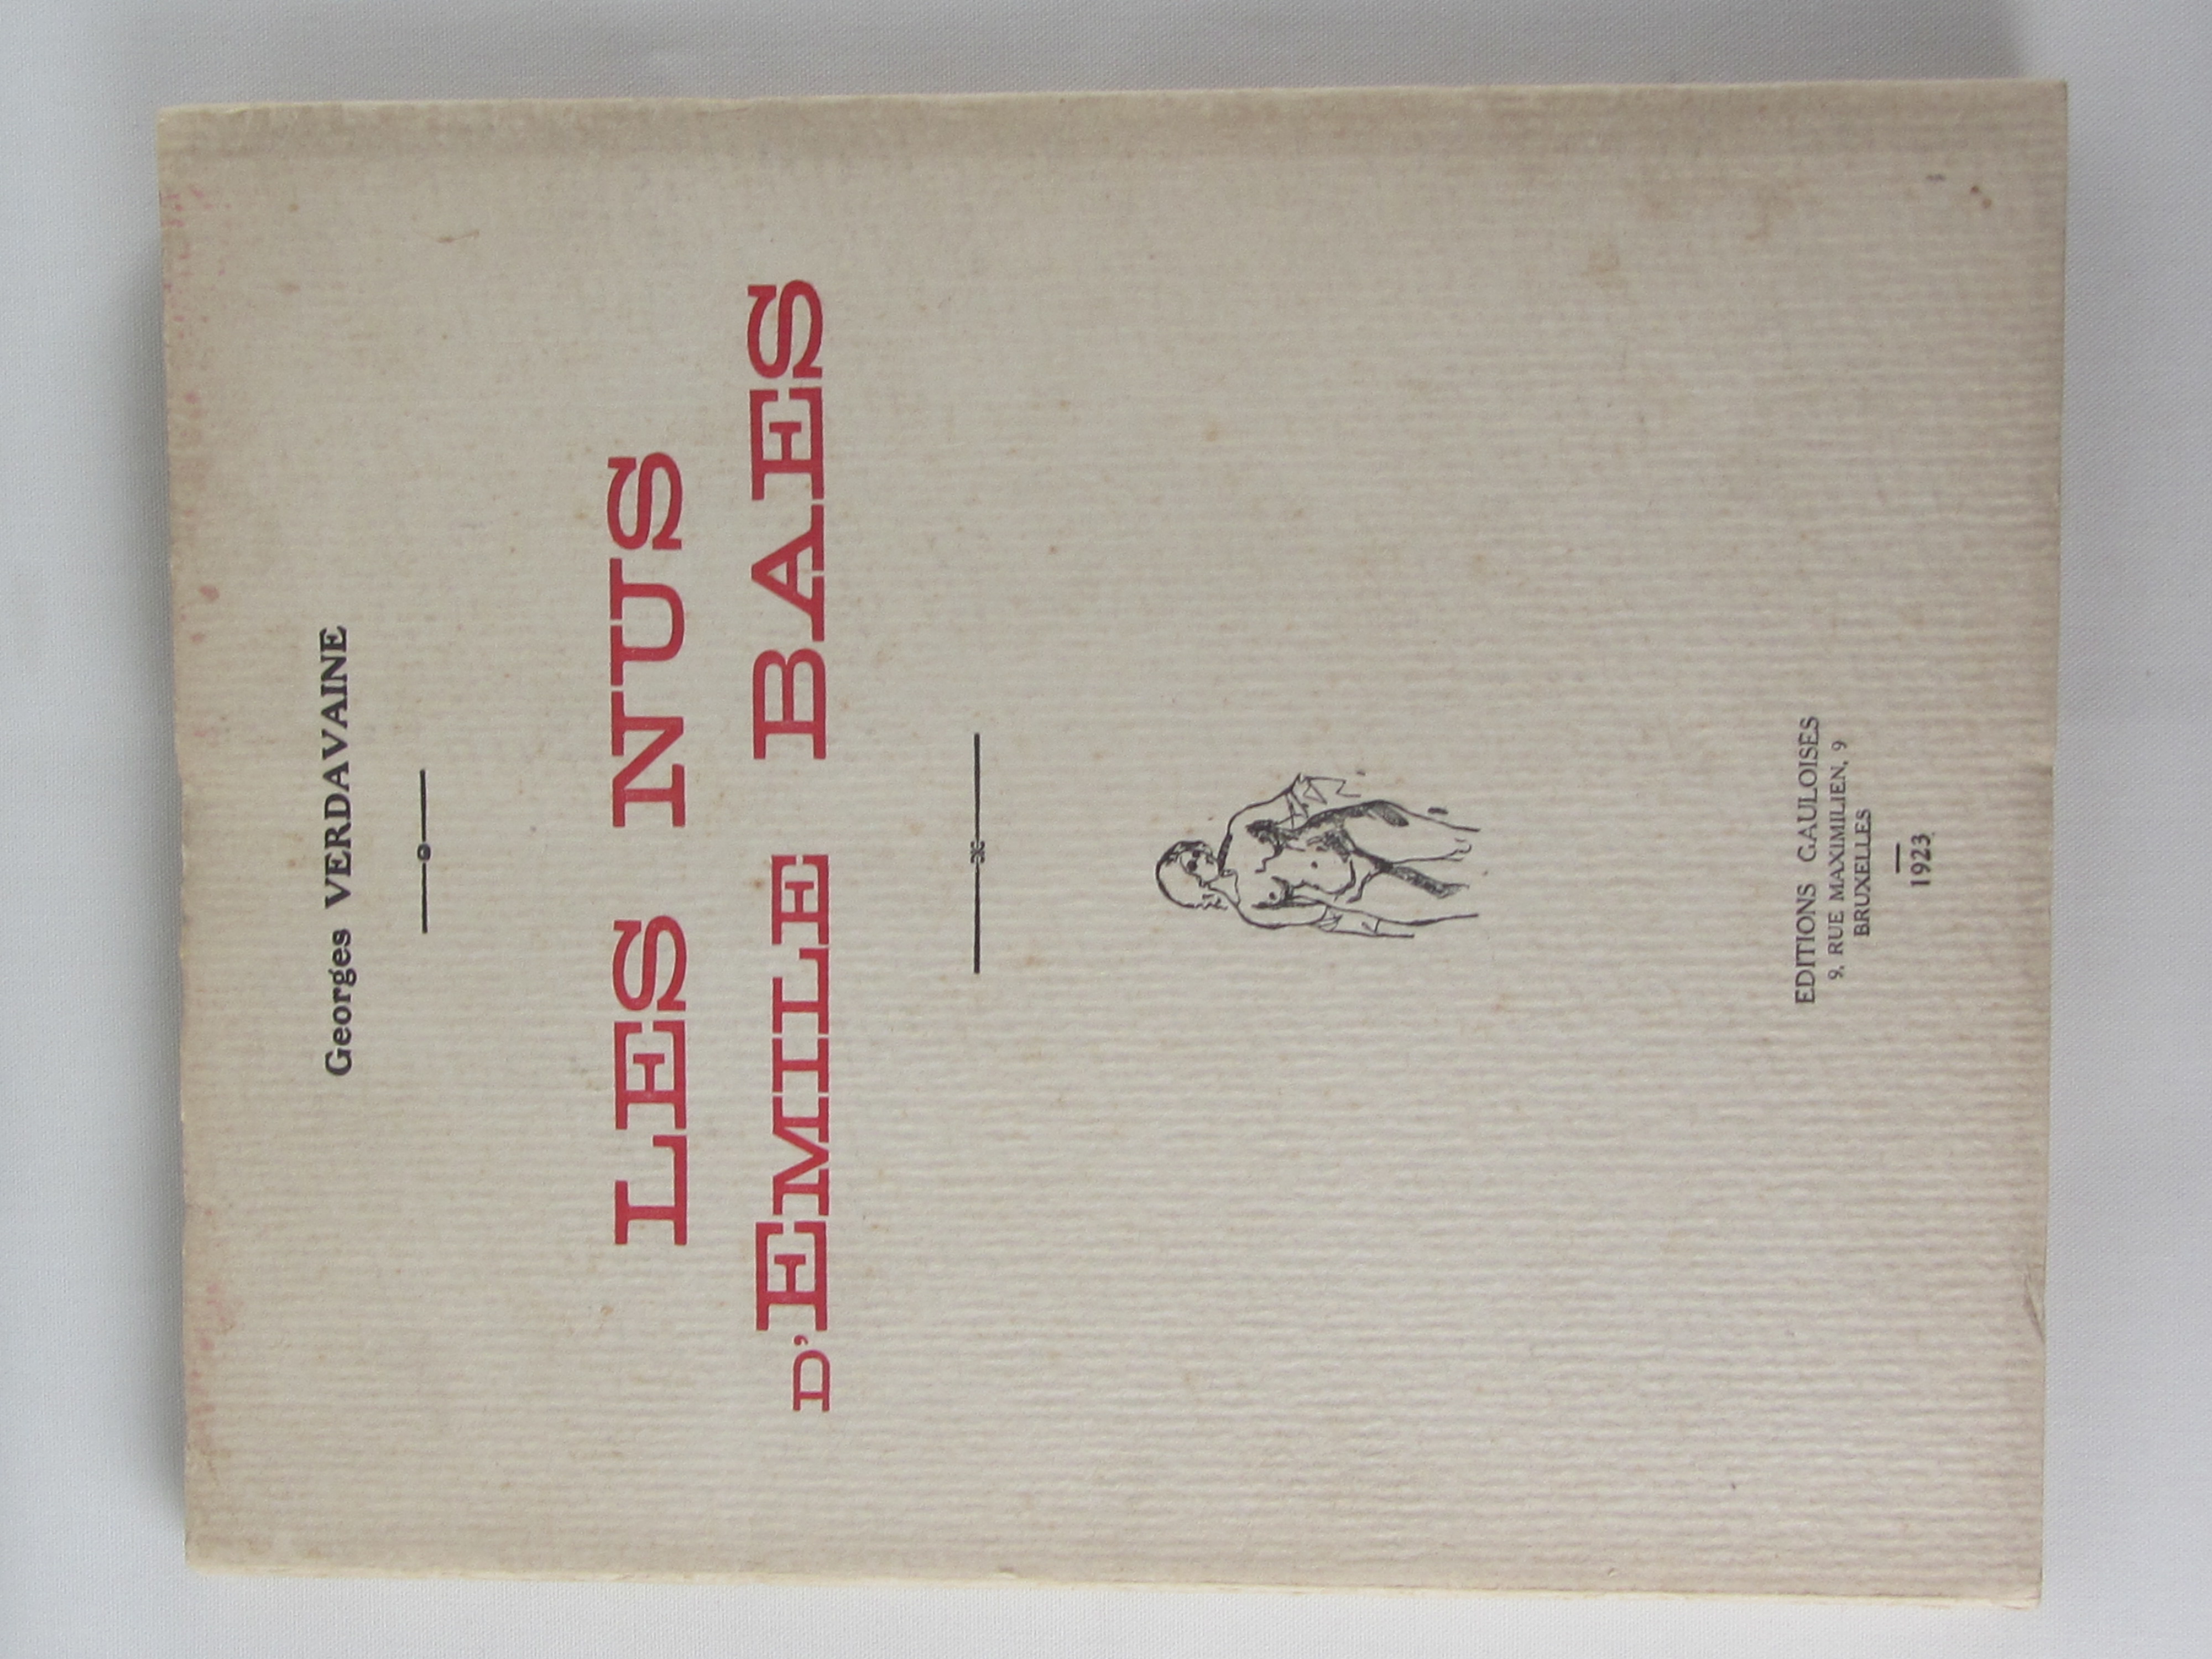 Georges VERDAVAINE
LES NUS
D'EMILE BAES
EDITIONS GAULOISES
9, RUE MAXIMILIEN, 9
BRUXELLES
1923